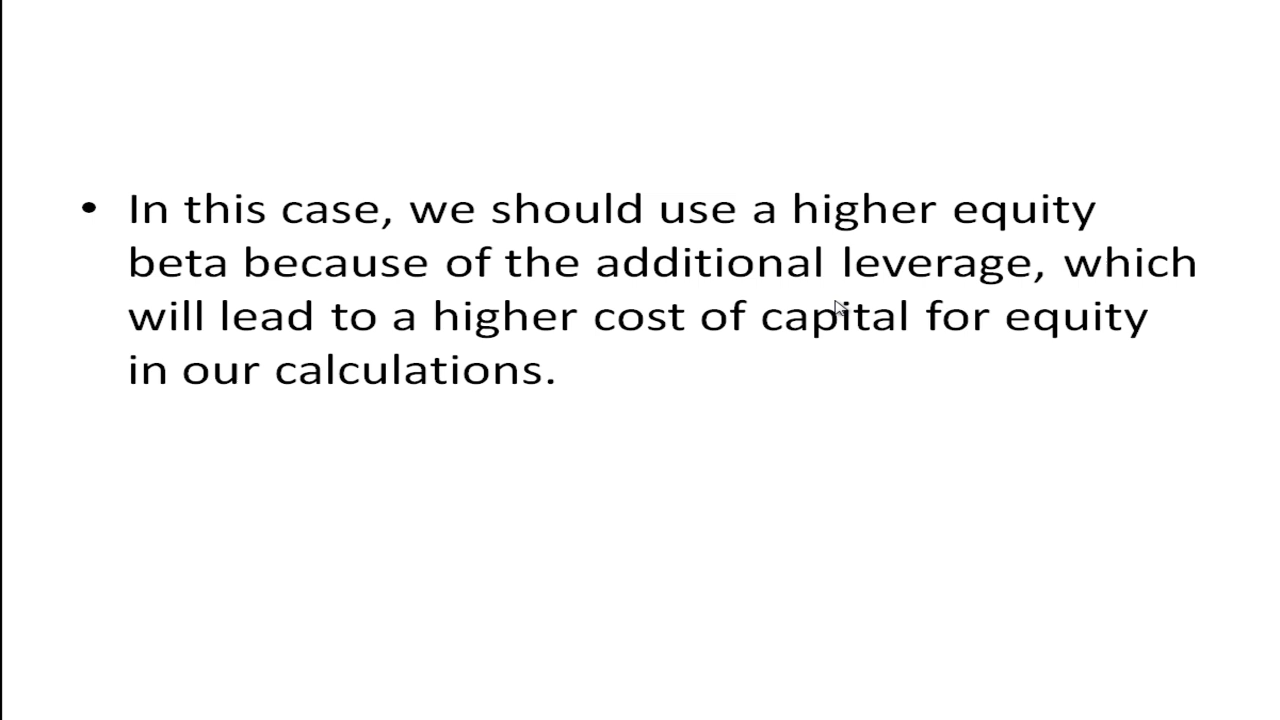 • In this case, we should use a higher equity
beta because of the additional leverage, which
will lead to a higher cost of capital for equity
in our calculations.